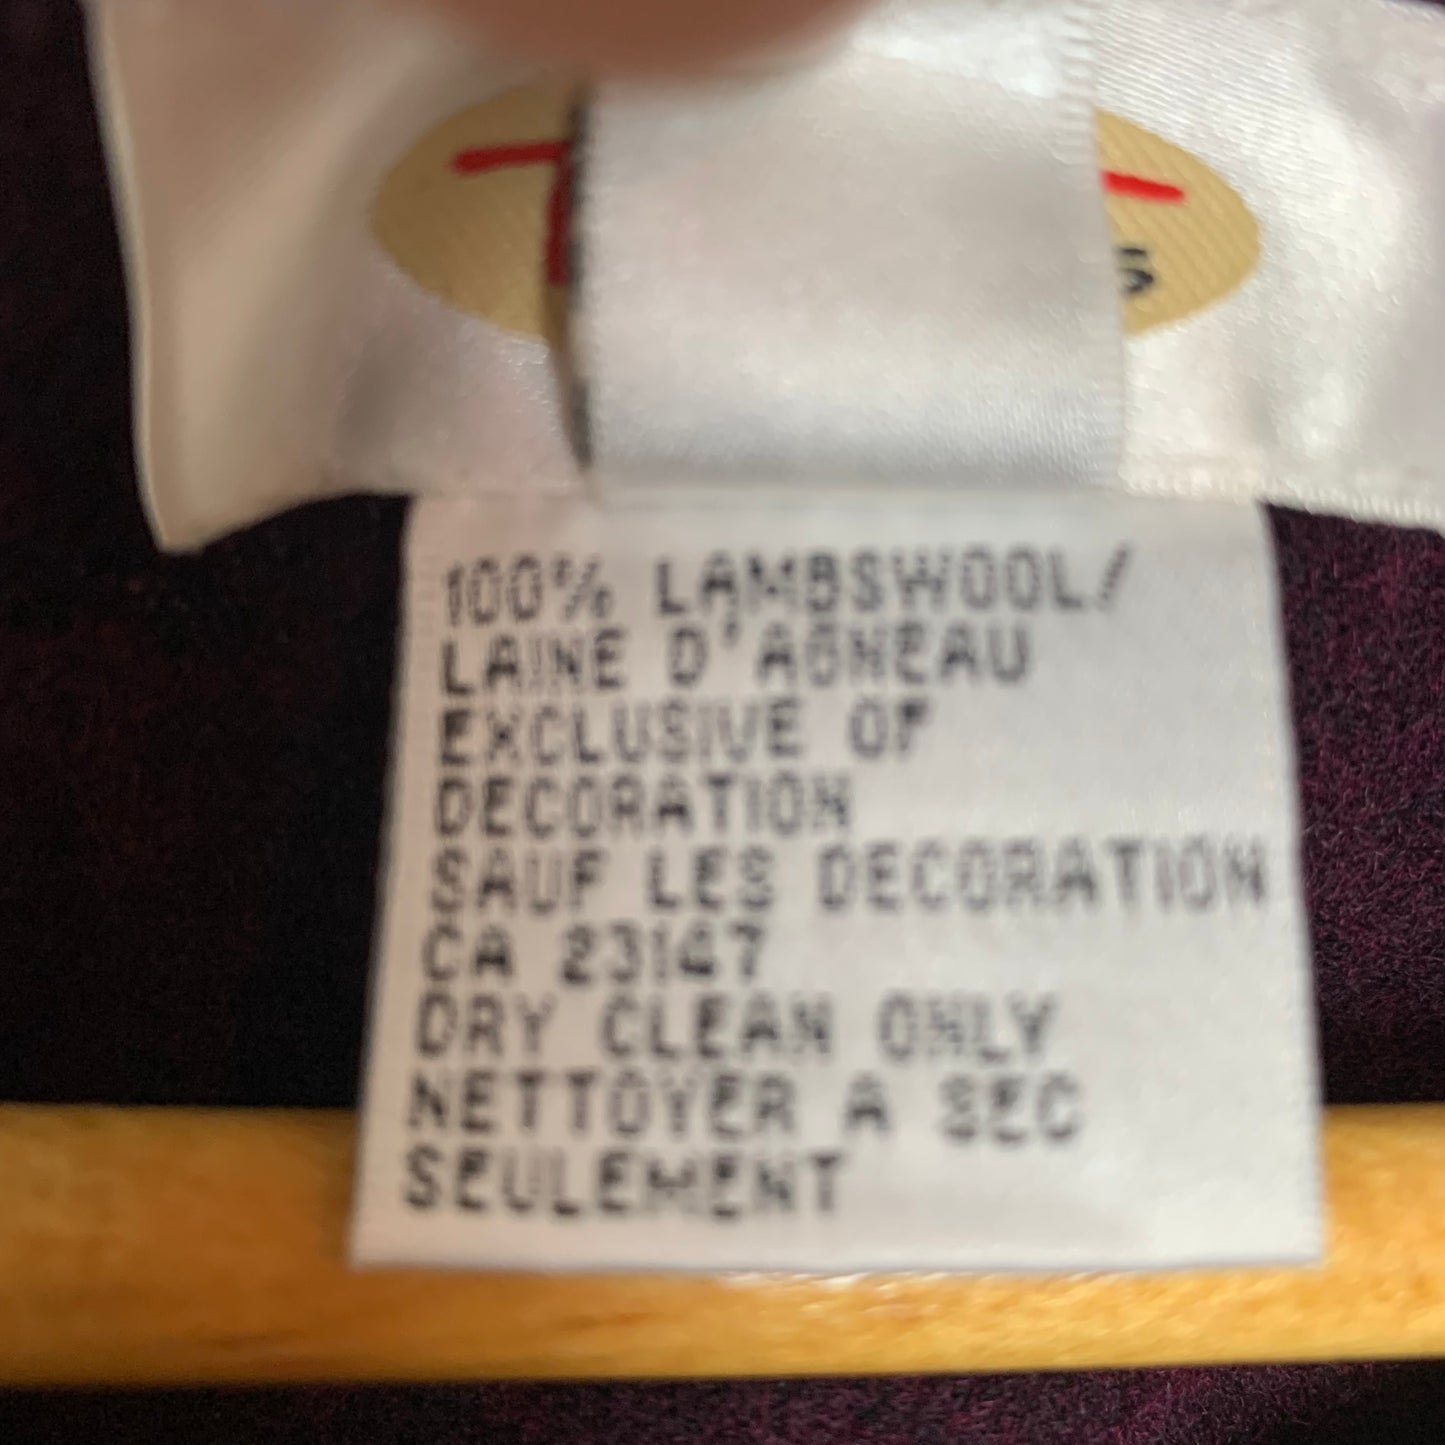 100% LAMBSWOOL/
LAINE D'AGNEAU
EXCLUSIVE OF
DECORATION
SAUF LES DECORATION
CA 23147
DRY CLEAN ONLY
NETTOYER A SEC
SEULEMENT